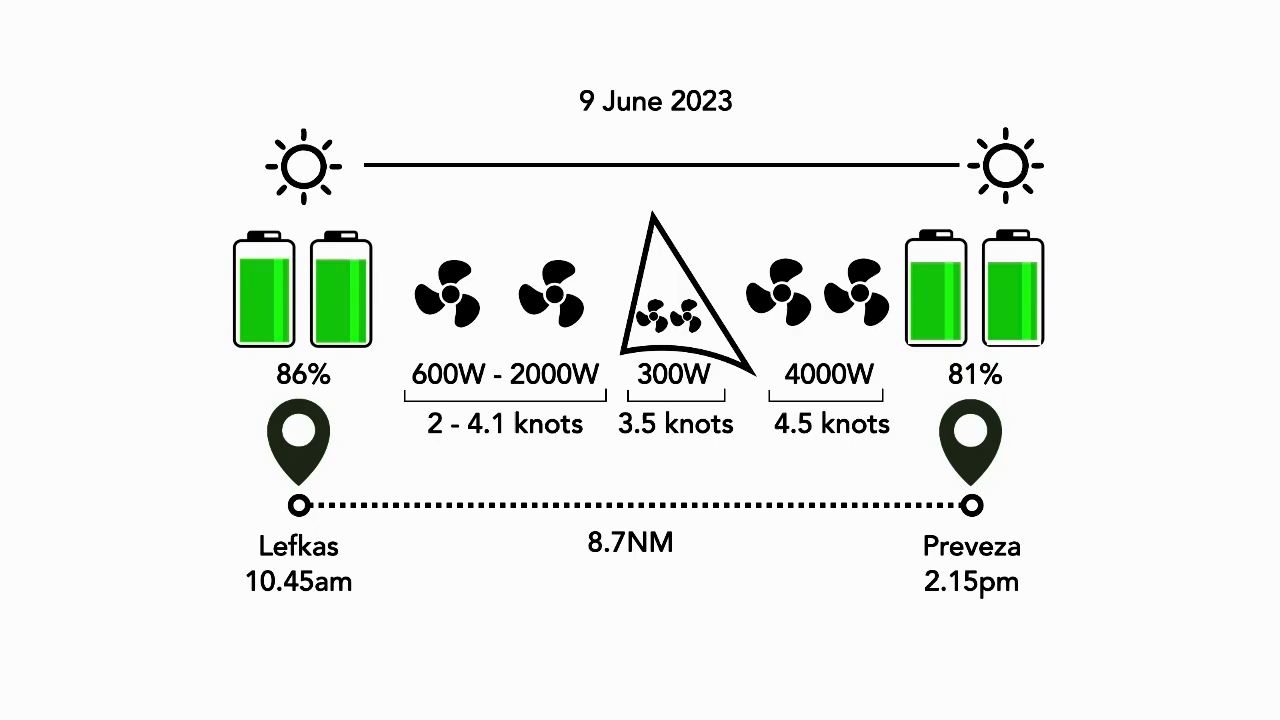 9 June 2023
86%
600W - 2000W
300W
4000W
81%
2 - 4.1 knots
3.5 knots
4.5 knots
8.7NM
Lefkas
10.45am
Preveza
2.15pm